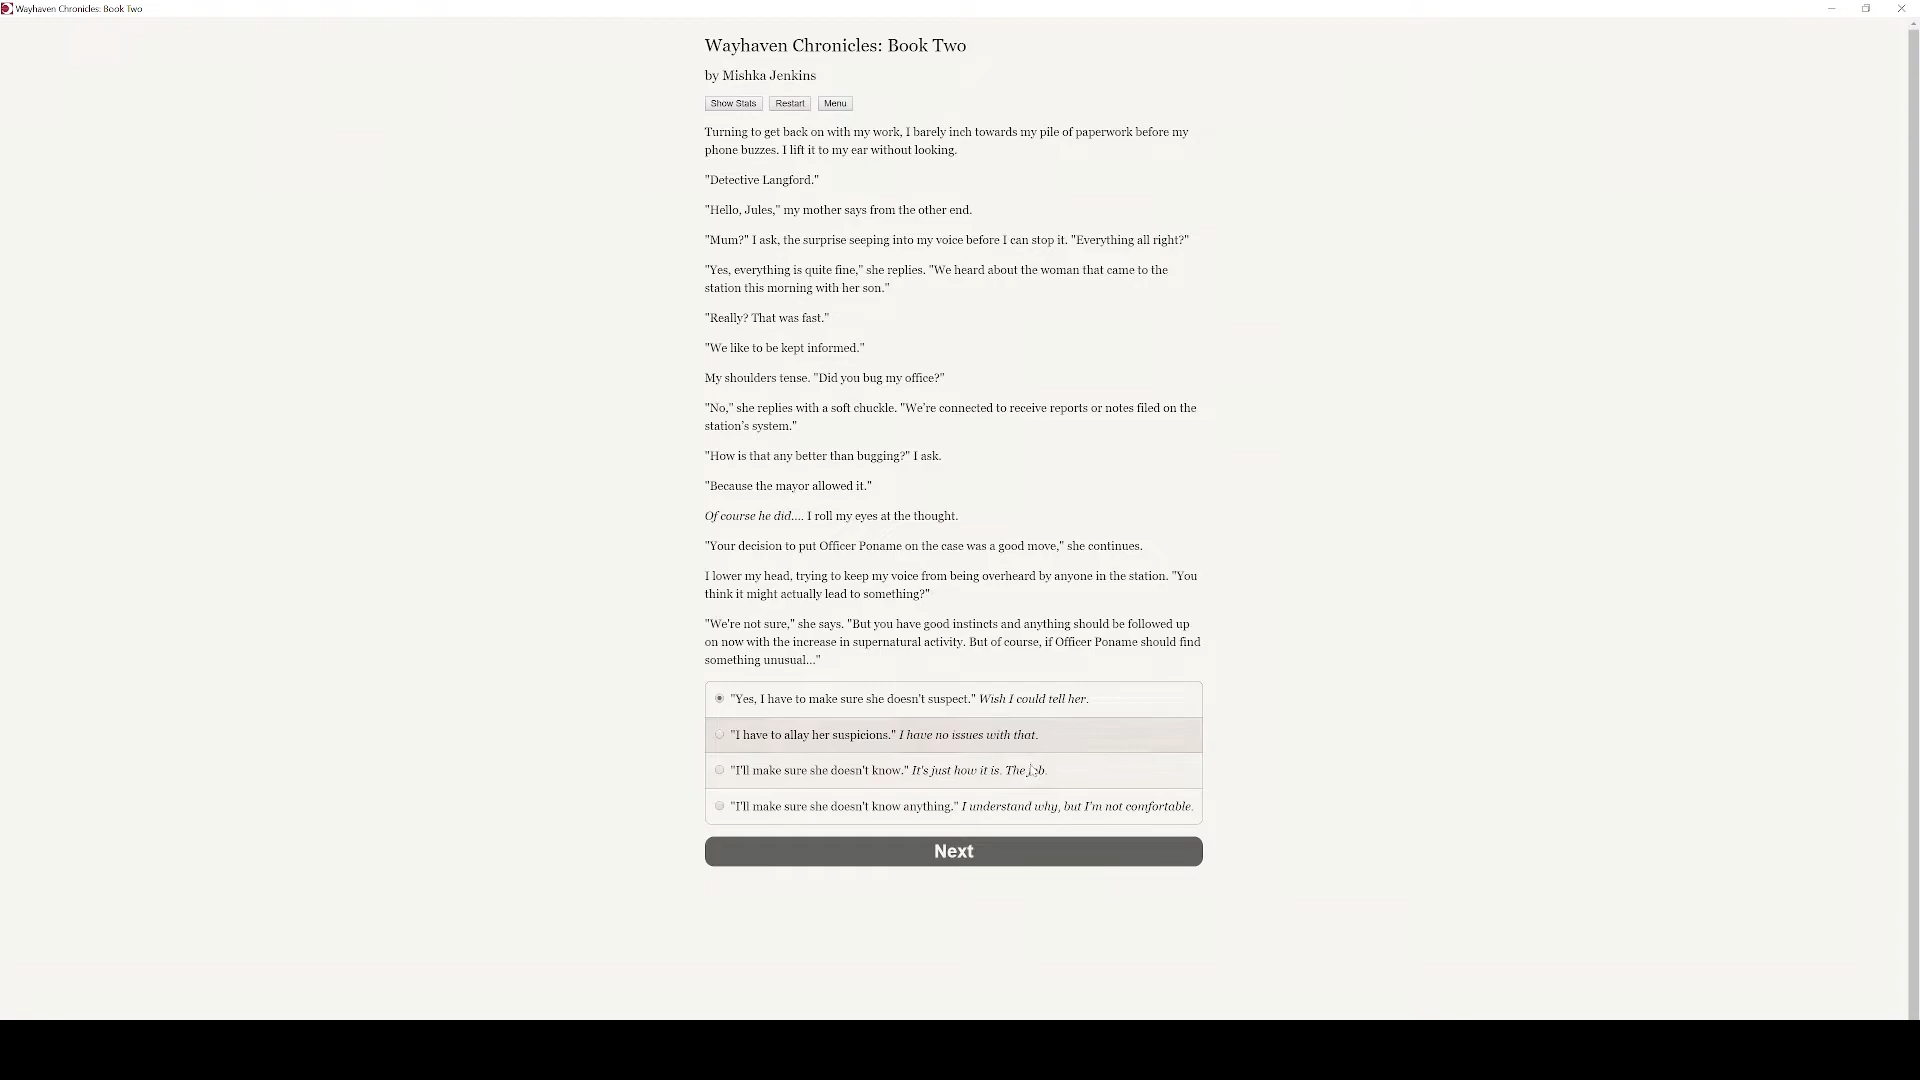 Wayhaven Chronicles: Book Two
Wayhaven Chronicles: Book Two
by Mishka Jenkins
Show Stats Restart Menu
Turning to get back on with my work, I barely inch towards my pile of paperwork before my
phone buzzes. I lift it to my ear without looking.
"Detective Langford."
"Hello, Jules," my mother says from the other end.
"Mum?" I ask, the surprise seeping into my voice before I can stop it. "Everything all right?"
"Yes, everything is quite fine," she replies. "We heard about the woman that came to the
station this morning with her son."
"Really? That was fast."
"We like to be kept informed."
My shoulders tense. "Did you bug my office?"
"No," she replies with a soft chuckle. "We're connected to receive reports or notes filed on the
station's system."
"How is that any better than bugging?" I ask.
"Because the mayor allowed it."
Of course he did.... I roll my eyes at the thought.
"Your decision to put Officer Poname on the case was a good move," she continues.
I lower my head, trying to keep my voice from being overheard by anyone in the station. "You
think it might actually lead to something?"
"We're not sure," she says. "But you have good instincts and anything should be followed up
on now with the increase in supernatural activity. But of course, if Officer Poname should find
something unusual..."
"Yes, I have to make sure she doesn't suspect." Wish I could tell her.
"I have to allay her suspicions." I have no issues with that.
"I'll make sure she doesn't know." It's just how it is. The job.
"I'll make sure she doesn't know anything." I understand why, but I'm not comfortable.
Next